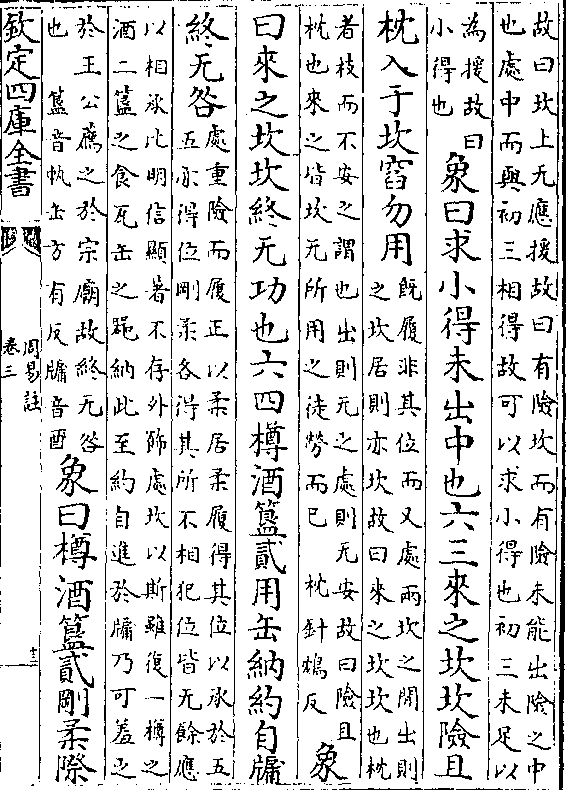 故曰坎上无應援故曰有險坎而有險未能出險之中
也處中而與初三相得故可以求小得也初三未足以
為援故曰
小得也
象曰求小得未出中也六三來之坎坎險且
枕入于坎窞勿用
既履非其位而又處兩坎之間出則
之坎居則亦坎故曰來之坎坎也枕
者枝而不安之謂也出則无之處則无安故曰險且
枕也來之皆坎无所用之徒勞而已 枕針鴆反
象
曰來之坎坎終无功也六四樽酒簋貳用缶納約自牖
終无咎
處重險而履正以柔居柔履得其位以承於五
五亦得位剛柔各得其所不相犯位皆无餘應
以相承比明信顯著不存外飾處坎以斯雖復一樽之
酒二簋之食瓦缶之器納此至約自進於牖乃可羞之
於王公薦之於宗廟故終无咎
也 簋音軌缶方有反牖音酉
象曰樽酒簋貳剛柔際
欽定四庫全書
周易註
卷三
十三